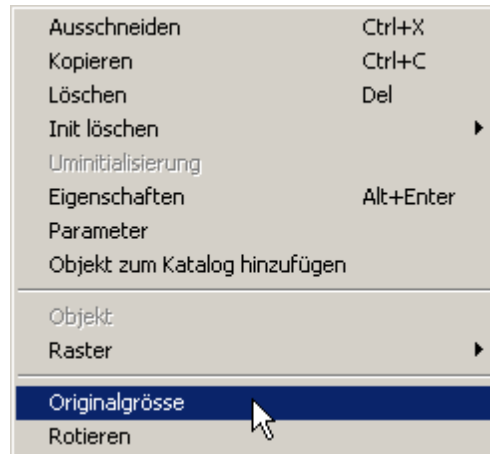 Ausschneiden Ctrl+X
Kopieren Ctrl+C
Löschen Del
Init löschen
Uminitialisierung
Eigenschaften Alt+Enter
Parameter
Objekt zum Katalog hinzufügen
Objekt
Raster
Originalgrösse
Rotieren